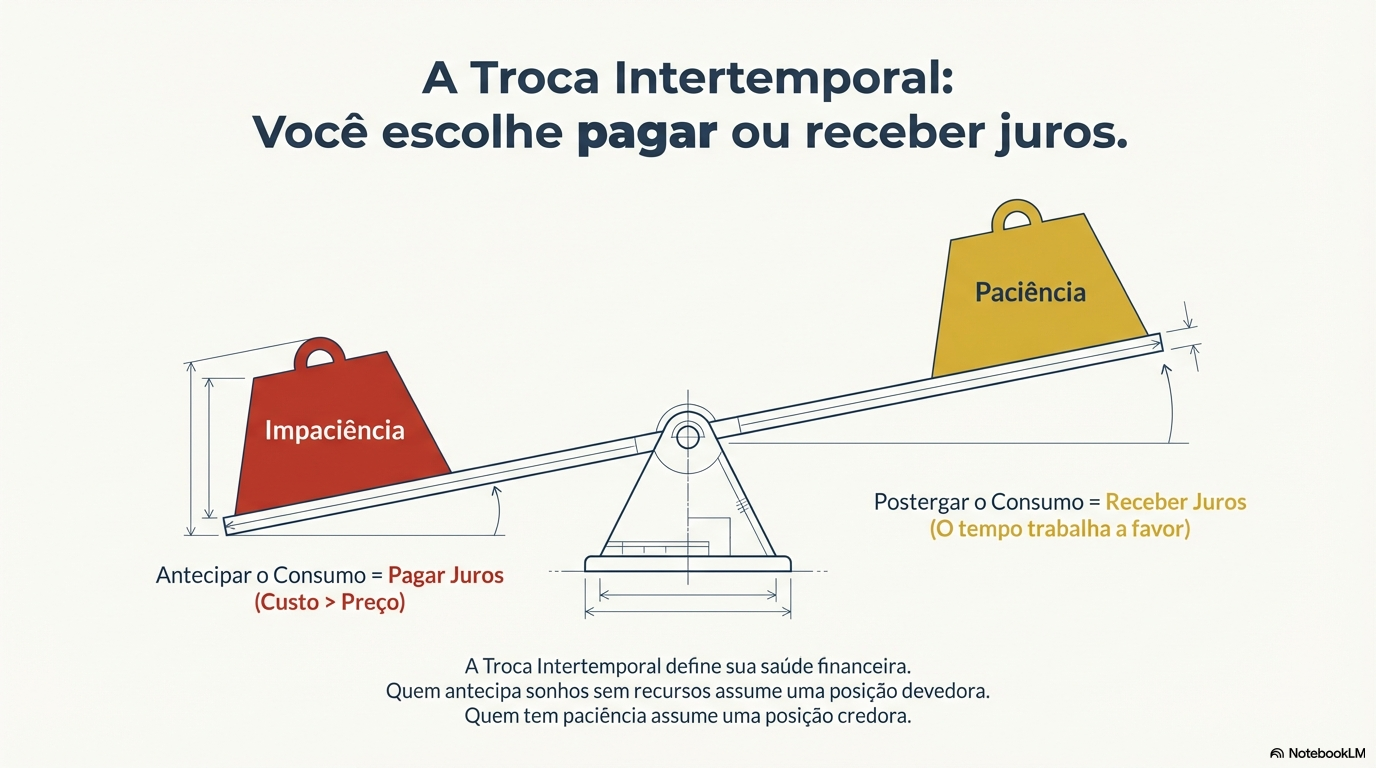 A Troca Intertemporal:
Você escolhe pagar ou receber juros.
Paciência
Impaciência
Postergar o Consumo = Receber Juros
(O tempo trabalha a favor)
Antecipar o Consumo = Pagar Juros
(Custo > Preço)
A Troca Intertemporal define sua saúde financeira.
Quem antecipa sonhos sem recursos assume uma posição devedora.
Quem tem paciência assume uma posição credora.
NotebookLM